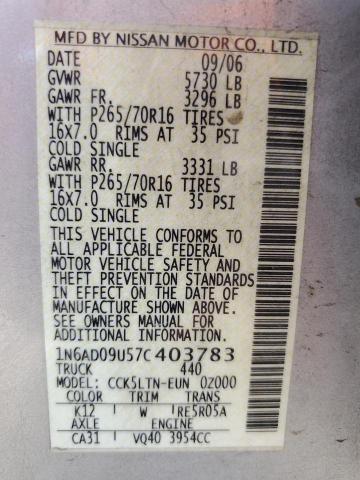 MFD BY NISSAN MOTOR CO., LTD.
DATE 09/06
GVWR 5730 LB
GAWR FR. 3296 LB
WITH P265/70R16 TIRES
16X7.0 RIMS AT 35 PSI
COLD SINGLE
GAWR RR. 3331 LB
WITH P265/70R16 TIRES
16X7.0 RIMS AT 35 PSI
COLD SINGLE
THIS VEHICLE CONFORMS TO
ALL APPLICABLE FEDERAL
MOTOR VEHICLE SAFETY AND
THEFT PREVENTION STANDARDS
IN EFFECT ON THE DATE OF
MANUFACTURE SHOWN ABOVE.
SEE OWNERS MANUAL FOR
ADDITIONAL INFORMATION.
1N6AD09U57C403783
TRUCK 440
MODEL: CCK5LTN-EUN 0Z000
COLOR TRIM TRANS
K12 W RE5R05A
AXLE ENGINE
CA31 VQ40 3954CC